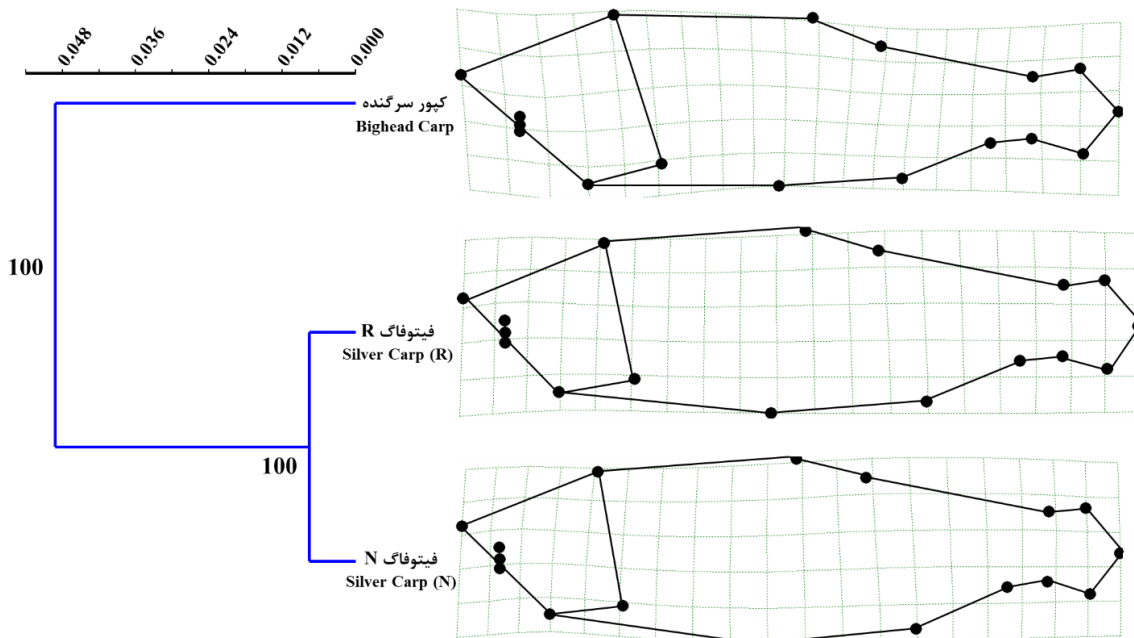 0.048 0.036 0.024 0.012 0.000
کپور سرگنده
Bighead Carp
100
فیتوفاگ R
Silver Carp (R)
100
فیتوفاگ N
Silver Carp (N)